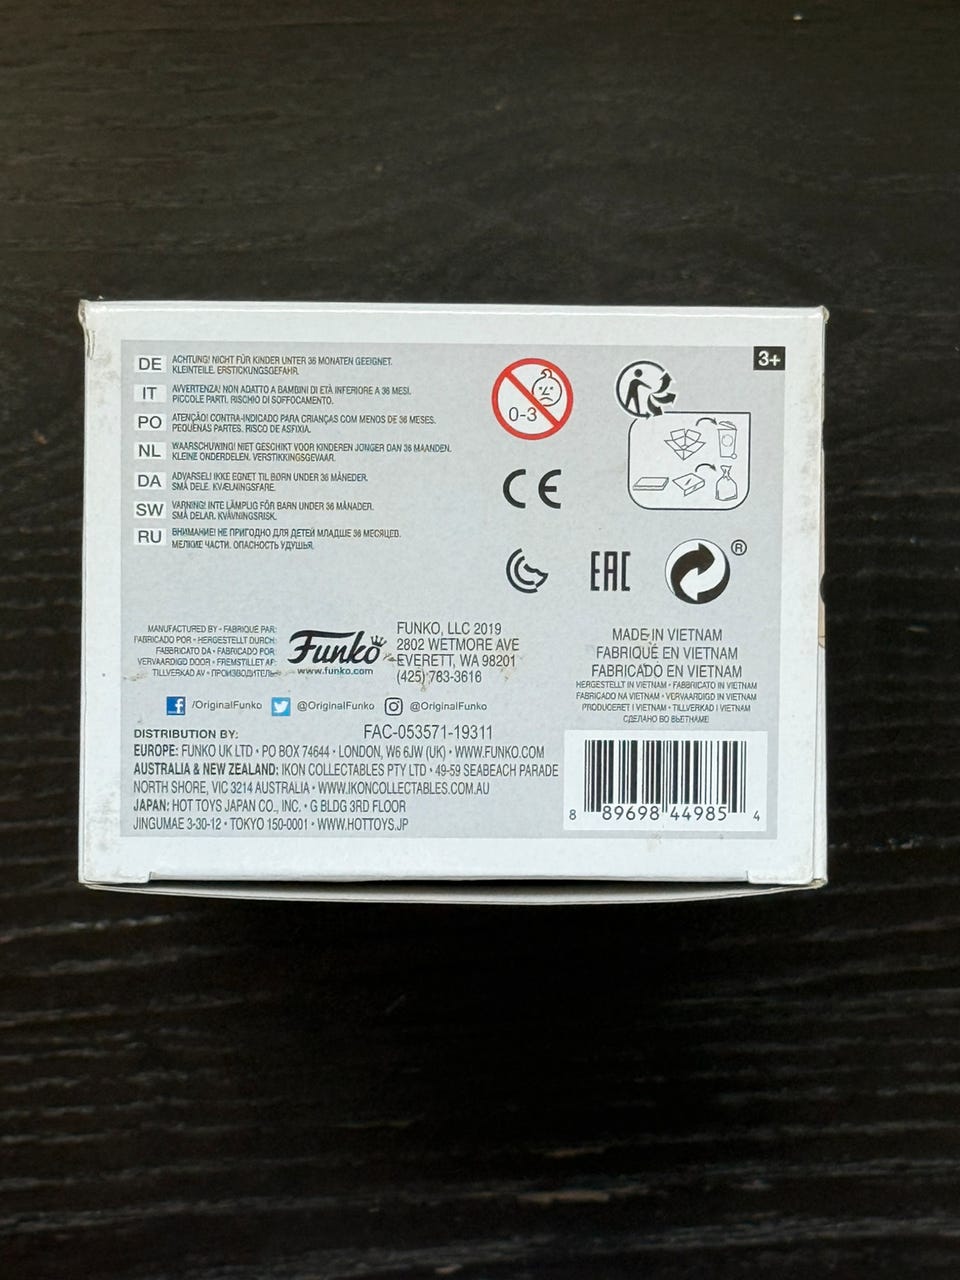 3+
DE ACHTUNG! NICHT FÜR KINDER UNTER 36 MONATEN GEEIGNET.
KLEINTEILE. ERSTICKUNGSGEFAHR.
IT AVVERTENZA! NON ADATTO A BAMBINI DI ETÀ INFERIORE A 36 MESI.
PICCOLE PARTI. RISCHIO DI SOFFOCAMENTO.
PO ATENÇÃO! CONTRA-INDICADO PARA CRIANÇAS COM MENOS DE 36 MESES.
PEQUENAS PARTES. RISCO DE ASFIXIA.
NL WAARSCHUWING! NIET GESCHIKT VOOR KINDEREN JONGER DAN 36 MAANDEN.
KLEINE ONDERDELEN. VERSTIKKINGSGEVAAR.
DA ADVARSEL! IKKE EGNET TIL BØRN UNDER 36 MÅNEDER.
SMÅ DELE. KVÆLNINGSFARE.
SW VARNING! INTE LÄMPLIG FÖR BARN UNDER 36 MÅNADER.
SMÅ DELAR. KVÄVNINGSRISK.
RU ВНИМАНИЕ! НЕ ПРИГОДНО ДЛЯ ДЕТЕЙ МЛАДШЕ 36 МЕСЯЦЕВ.
МЕЛКИЕ ЧАСТИ. ОПАСНОСТЬ УДУШЬЯ.
0-3
CE
EAC
®
MANUFACTURED BY • FABRIQUÉ PAR:
FABRICADO POR • HERGESTELLT DURCH:
FABBRICATO DA • FABRICADO POR:
VERVAARDIGD DOOR • FREMSTILLET AF:
TILLVERKAD AV • ПРОИЗВОДИТЕЛЬ:
Funko
www.funko.com
FUNKO, LLC 2019
2802 WETMORE AVE
EVERETT, WA 98201
(425) 783-3616
/OriginalFunko @OriginalFunko @OriginalFunko
FAC-053571-19311
DISTRIBUTION BY:
EUROPE: FUNKO UK LTD • PO BOX 74644 • LONDON, W6 6JW (UK) • WWW.FUNKO.COM
AUSTRALIA & NEW ZEALAND: IKON COLLECTABLES PTY LTD • 49-59 SEABEACH PARADE
NORTH SHORE, VIC 3214 AUSTRALIA • WWW.IKONCOLLECTABLES.COM.AU
JAPAN: HOT TOYS JAPAN CO., INC. • G BLDG 3RD FLOOR
JINGUMAE 3-30-12 • TOKYO 150-0001 • WWW.HOTTOYS.JP
MADE IN VIETNAM
FABRIQUÉ EN VIETNAM
FABRICADO EN VIETNAM
HERGESTELLT IN VIETNAM • FABBRICATO IN VIETNAM
FABRICADO NA VIETNAM • VERVAARDIGD IN VIETNAM
PRODUCERET I VIETNAM • TILLVERKAD I VIETNAM
СДЕЛАНО ВО ВЬЕТНАМЕ
8 89698 44985 4